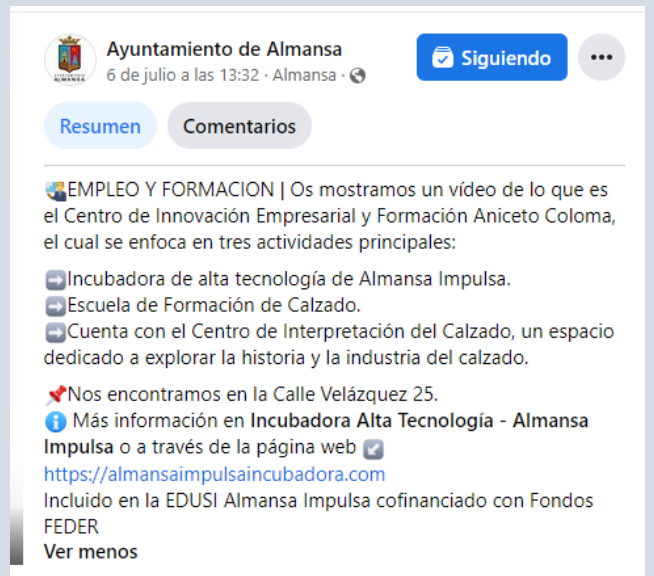 Ayuntamiento de Almansa
6 de julio a las 13:32 · Almansa ·
Siguiendo
Resumen
Comentarios
EMPLEO Y FORMACION | Os mostramos un vídeo de lo que es
el Centro de Innovación Empresarial y Formación Aniceto Coloma,
el cual se enfoca en tres actividades principales:
➡Incubadora de alta tecnología de Almansa Impulsa.
➡Escuela de Formación de Calzado.
➡Cuenta con el Centro de Interpretación del Calzado, un espacio
dedicado a explorar la historia y la industria del calzado.
📌Nos encontramos en la Calle Velázquez 25.
ℹ Más información en Incubadora Alta Tecnología - Almansa
Impulsa o a través de la página web ↙
https://almansaimpulsaincubadora.com
Incluido en la EDUSI Almansa Impulsa cofinanciado con Fondos
FEDER
Ver menos